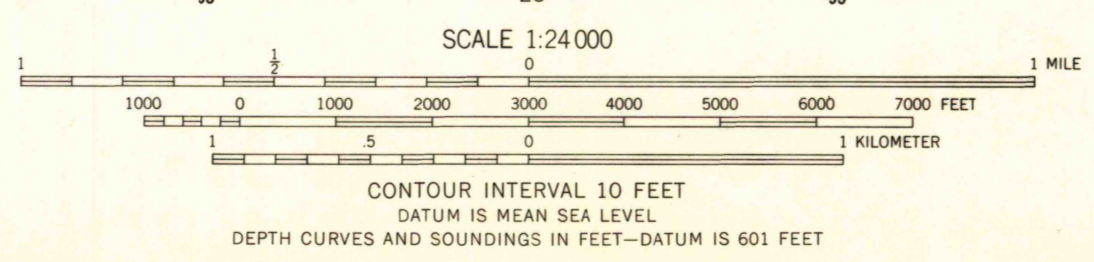 SCALE 1:24 000
1 1/2 0 1 MILE
1000 0 1000 2000 3000 4000 5000 6000 7000 FEET
1 .5 0 1 KILOMETER
CONTOUR INTERVAL 10 FEET
DATUM IS MEAN SEA LEVEL
DEPTH CURVES AND SOUNDINGS IN FEET—DATUM IS 601 FEET